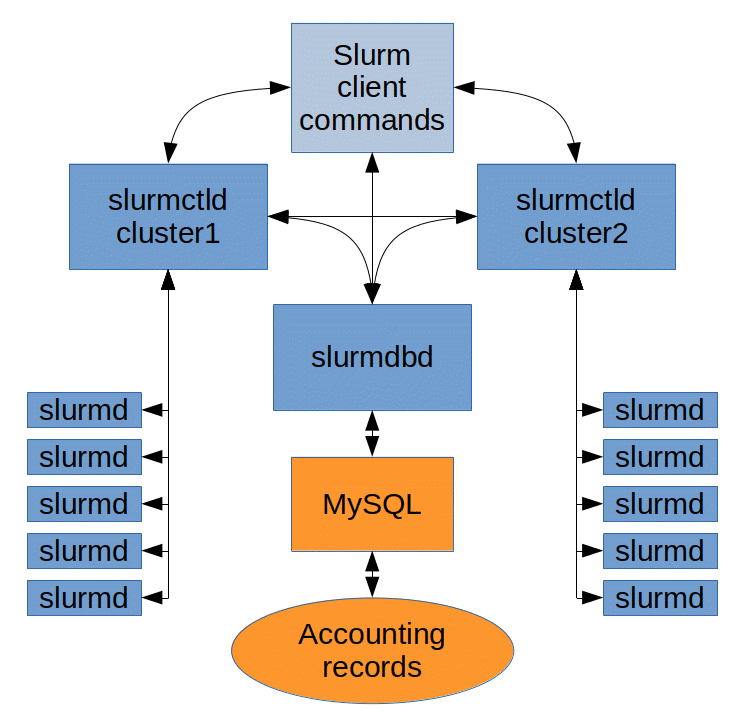 Slurm
client
commands
slurmctld
cluster1
slurmctld
cluster2
slurmdbd
slurmd
slurmd
slurmd
slurmd
slurmd
slurmd
slurmd
slurmd
slurmd
slurmd
MySQL
Accounting
records